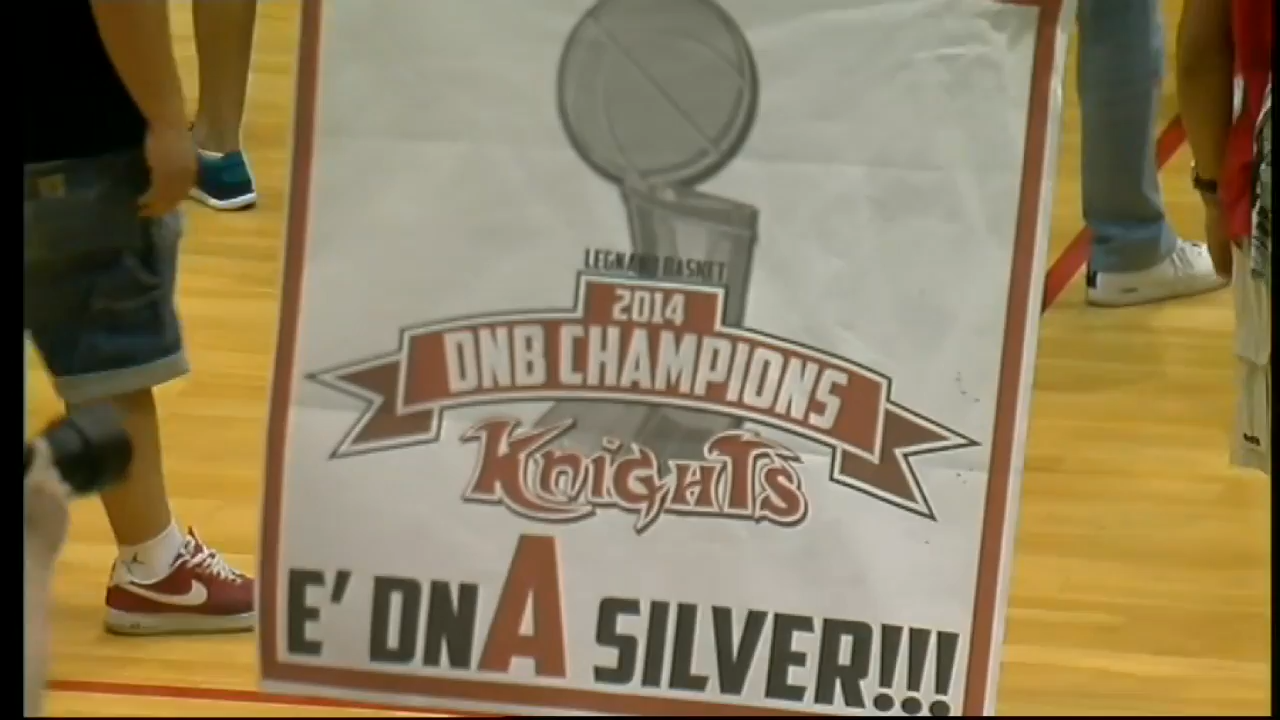 LEGNANO BASKET
2014
DNB CHAMPIONS
Knights
E' DNA SILVER!!!